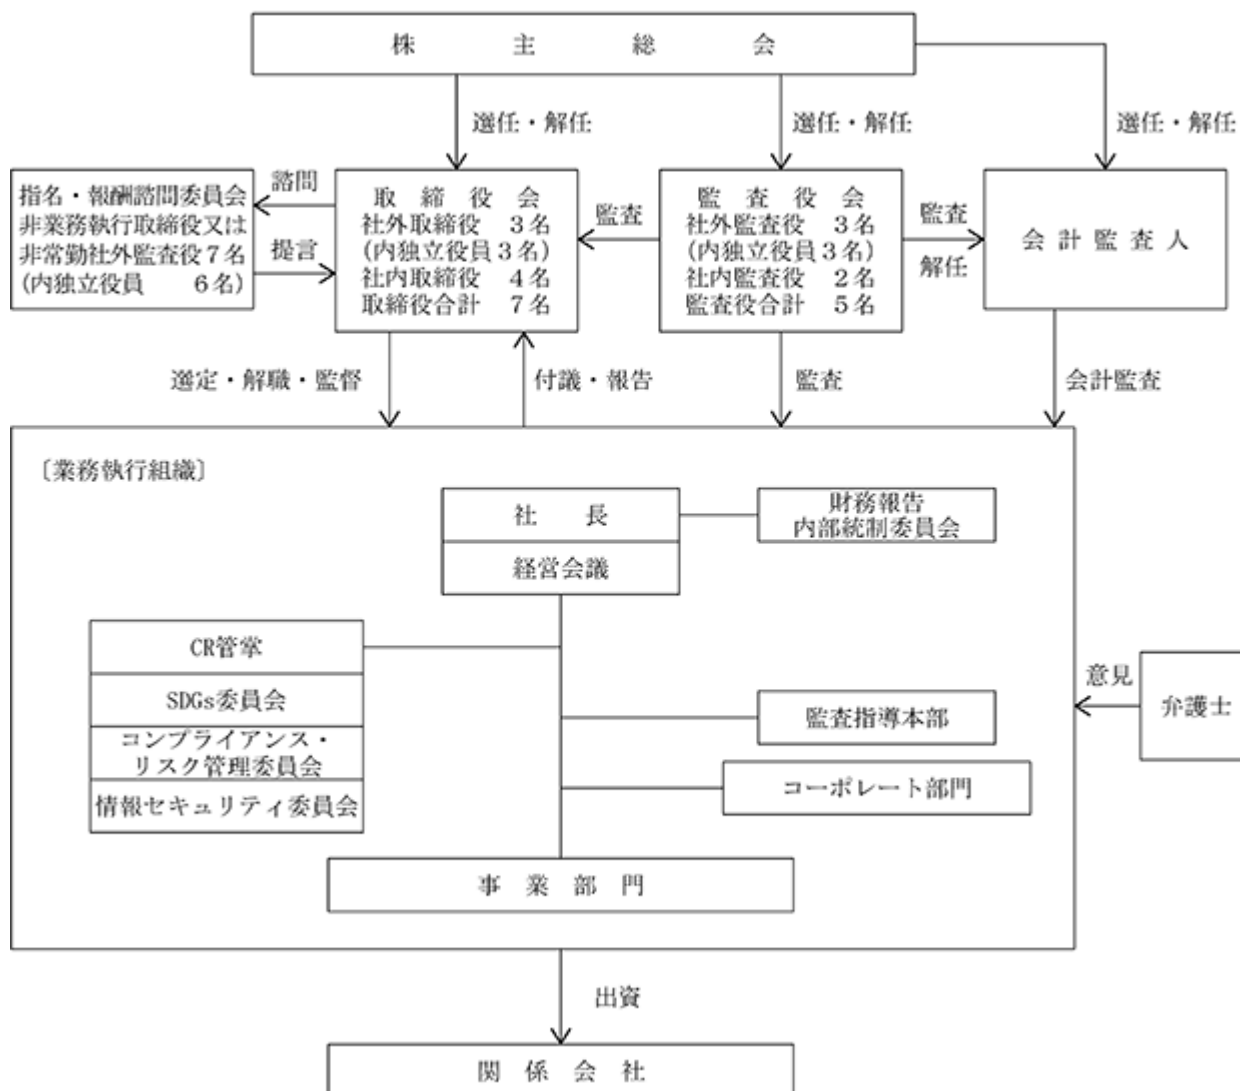 株主総会
選任・解任
選任・解任
選任・解任
指名・報酬諮問委員会
非業務執行取締役又は
非常勤社外監査役7名
(内独立役員 6名)
諮問
提言
取締役会
社外取締役 3名
(内独立役員3名)
社内取締役 4名
取締役合計 7名
監査
監査役会
社外監査役 3名
(内独立役員3名)
社内監査役 2名
監査役合計 5名
監査
解任
会計監査人
選定・解職・監督
付議・報告
監査
会計監査
〔業務執行組織〕
社長
経営会議
財務報告
内部統制委員会
CR管掌
SDGs委員会
コンプライアンス・
リスク管理委員会
情報セキュリティ委員会
監査指導本部
コーポレート部門
意見
弁護士
事業部門
出資
関係会社